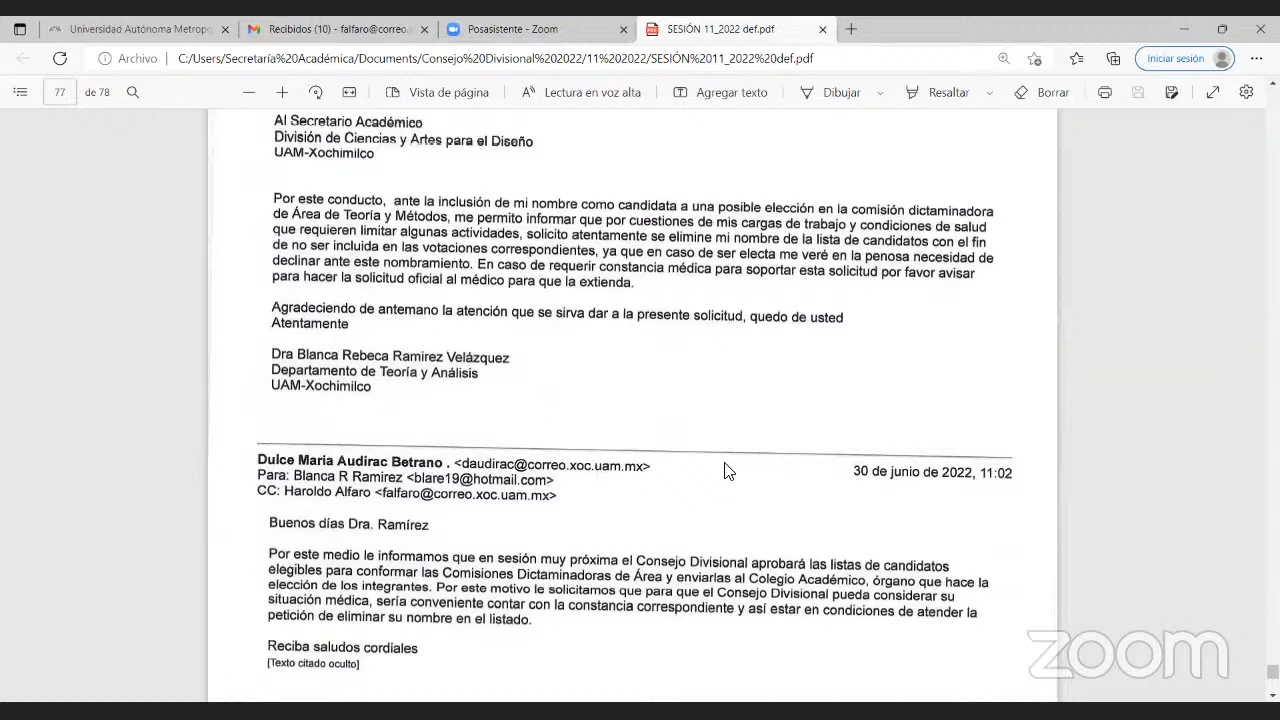 Universidad Autónoma Metropo
Recibidos (10) - falfaro@correo.
Posasistente - Zoom
SESIÓN 11_2022 def.pdf
Archivo
C:/Users/Secretaría%20Académica/Documents/Consejo%20Divisional%202022/11%202022/SESIÓN%2011_2022%20def.pdf
Iniciar sesión
77 de 78
Vista de página
Lectura en voz alta
Agregar texto
Dibujar
Resaltar
Borrar
Al Secretario Académico
División de Ciencias y Artes para el Diseño
UAM-Xochimilco
Por este conducto, ante la inclusión de mi nombre como candidata a una posible elección en la comisión dictaminadora
de Área de Teoría y Métodos, me permito informar que por cuestiones de mis cargas de trabajo y condiciones de salud
que requieren limitar algunas actividades, solicito atentamente se elimine mi nombre de la lista de candidatos con el fin
de no ser incluida en las votaciones correspondientes, ya que en caso de ser electa me veré en la penosa necesidad de
declinar ante este nombramiento. En caso de requerir constancia médica para soportar esta solicitud por favor avisar
para hacer la solicitud oficial al médico para que la extienda.
Agradeciendo de antemano la atención que se sirva dar a la presente solicitud, quedo de usted
Atentamente
Dra Blanca Rebeca Ramirez Velázquez
Departamento de Teoría y Análisis
UAM-Xochimilco
Dulce Maria Audirac Betrano . <daudirac@correo.xoc.uam.mx> 30 de junio de 2022, 11:02
Para: Blanca R Ramirez <blare19@hotmail.com>
CC: Haroldo Alfaro <falfaro@correo.xoc.uam.mx>
Buenos días Dra. Ramírez
Por este medio le informamos que en sesión muy próxima el Consejo Divisional aprobará las listas de candidatos
elegibles para conformar las Comisiones Dictaminadoras de Área y enviarlas al Colegio Académico, órgano que hace la
elección de los integrantes. Por este motivo le solicitamos que para que el Consejo Divisional pueda considerar su
situación médica, sería conveniente contar con la constancia correspondiente y así estar en condiciones de atender la
petición de eliminar su nombre en el listado.
Reciba saludos cordiales
[Texto citado oculto]
zoom